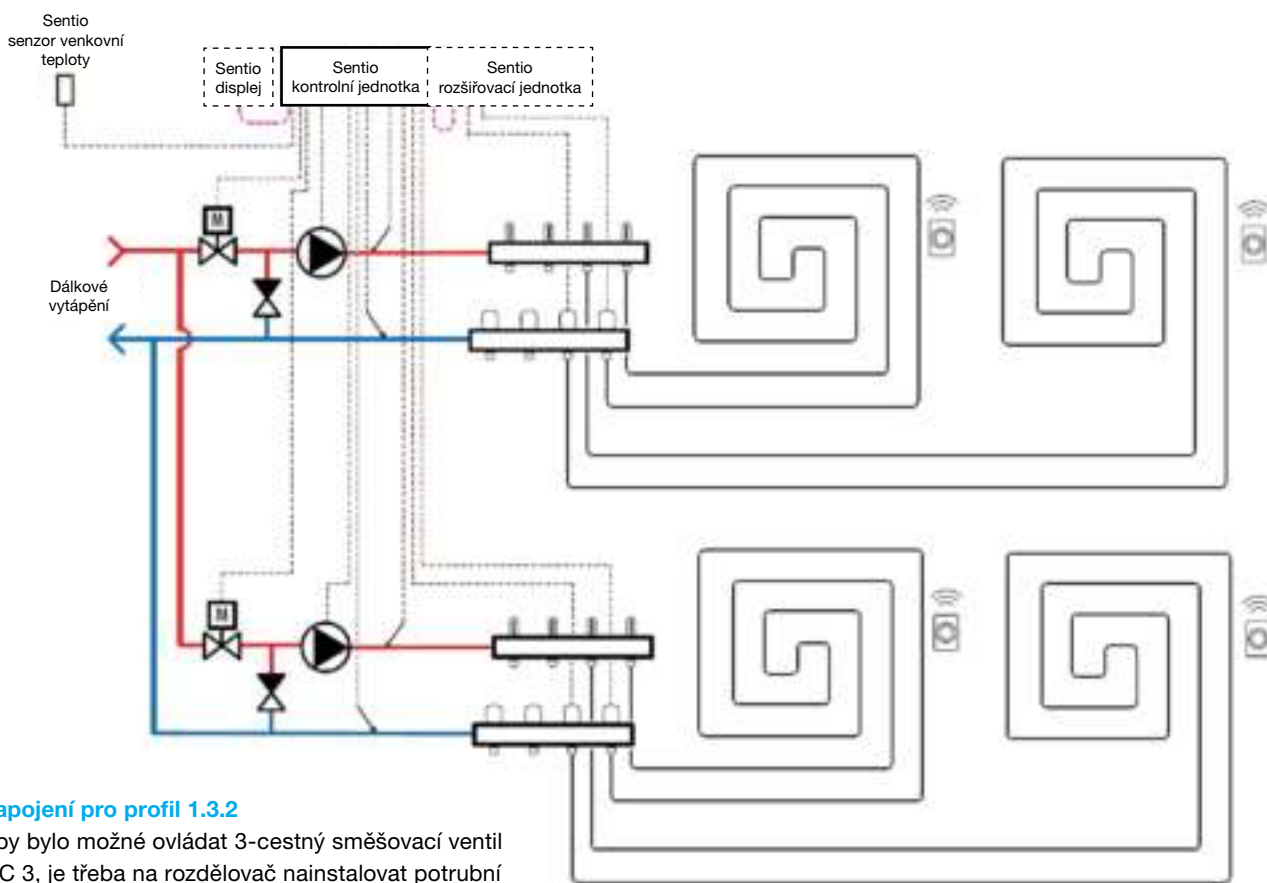 Sentio
senzor venkovní
teploty
Sentio
displej
Sentio
kontrolní jednotka
Sentio
rozšiřovací jednotka
M
Dálkové
vytápění
M
apojení pro profil 1.3.2
by bylo možné ovládat 3-cestný směšovací ventil
C 3, je třeba na rozdělovač nainstalovat potrubní